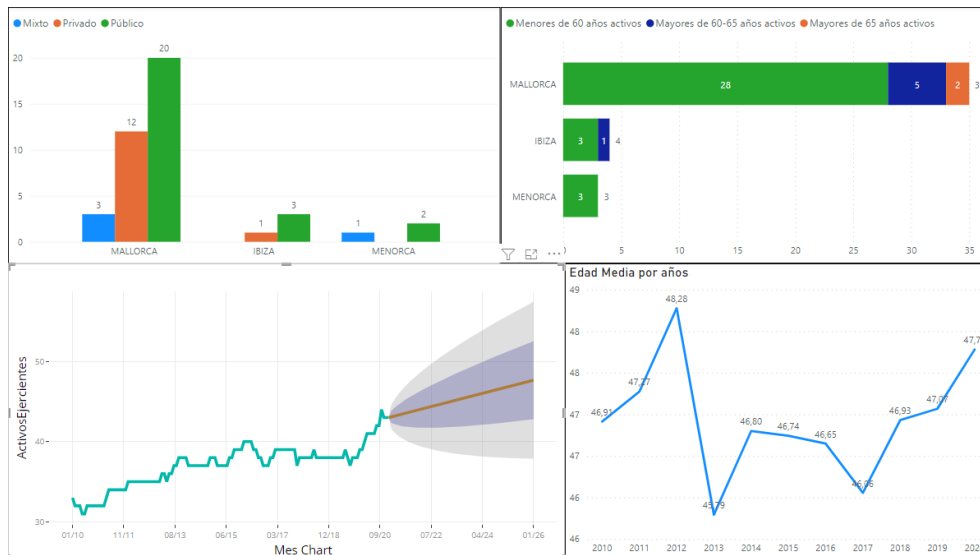 Mixto Privado Público
20
15
10
5
0
3
12
20
1
3
1
2
MALLORCA IBIZA MENORCA
Menores de 60 años activos Mayores de 60-65 años activos Mayores de 65 años activos
MALLORCA 28 5 2 3
IBIZA 3 1 4
MENORCA 3 3
0 5 10 15 20 25 30 35
ActivosEjercientes
50
40
30
01/10 11/11 08/13 06/15 03/17 12/18 09/20 07/22 04/24 01/26
Mes Chart
Edad Media por años
49
48
48
47
47
46
46
46,91
47,27
48,28
45,79
46,80
46,74
46,65
46,06
46,93
47,07
47,7
2010 2011 2012 2013 2014 2015 2016 2017 2018 2019 202